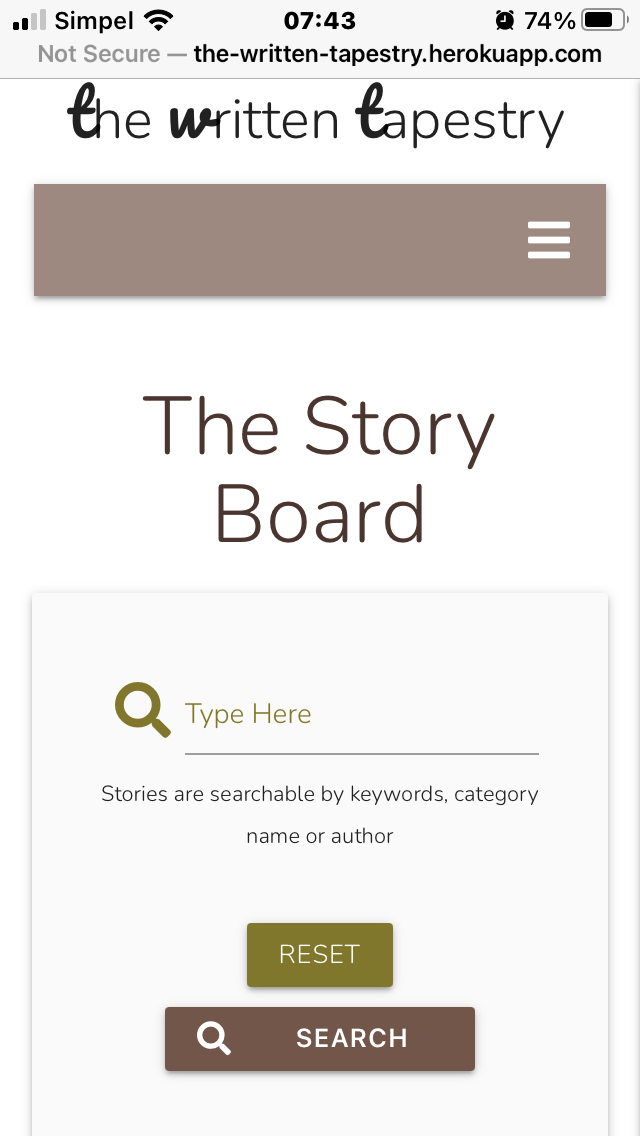 Simpel 07:43 74%
Not Secure — the-written-tapestry.herokuapp.com
the written tapestry
The Story
Board
Type Here
Stories are searchable by keywords, category
name or author
RESET
SEARCH